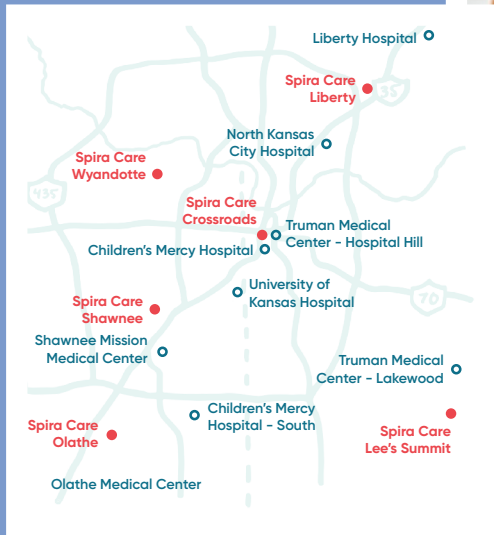 Liberty Hospital
Spira Care
Liberty
35
North Kansas
City Hospital
Spira Care
Wyandotte
435
Spira Care
Crossroads
Truman Medical
Center - Hospital Hill
Children's Mercy Hospital
University of
Kansas Hospital
70
Spira Care
Shawnee
Shawnee Mission
Medical Center
Truman Medical
Center - Lakewood
Children's Mercy
Hospital - South
Spira Care
Olathe
Spira Care
Lee's Summit
Olathe Medical Center